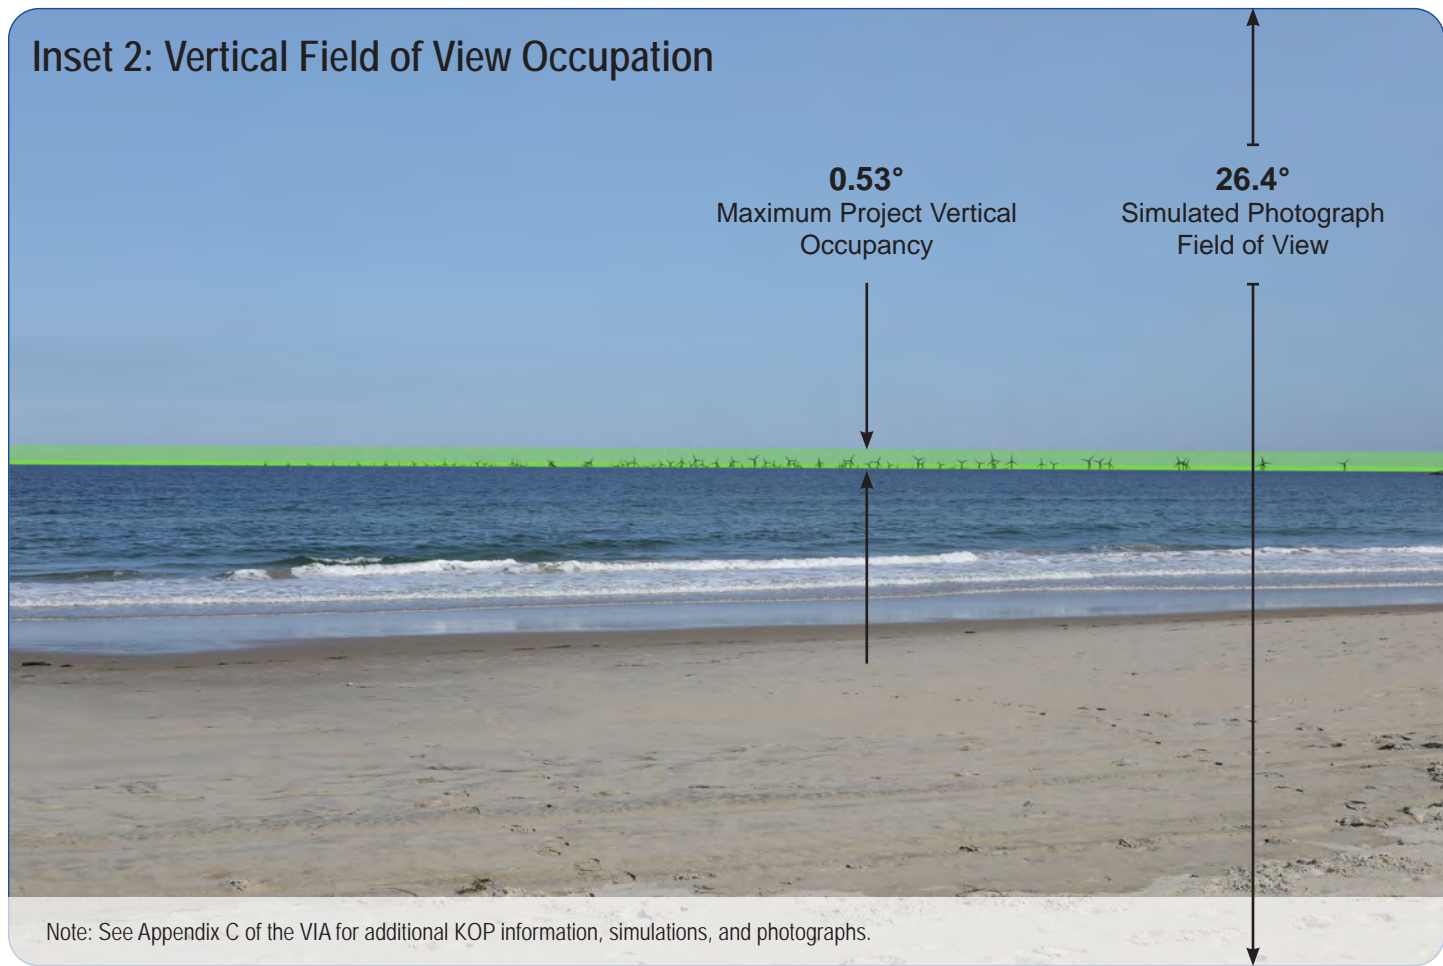 Inset 2: Vertical Field of View Occupation
0.53°
Maximum Project Vertical
Occupancy
26.4°
Simulated Photograph
Field of View
Note: See Appendix C of the VIA for additional KOP information, simulations, and photographs.